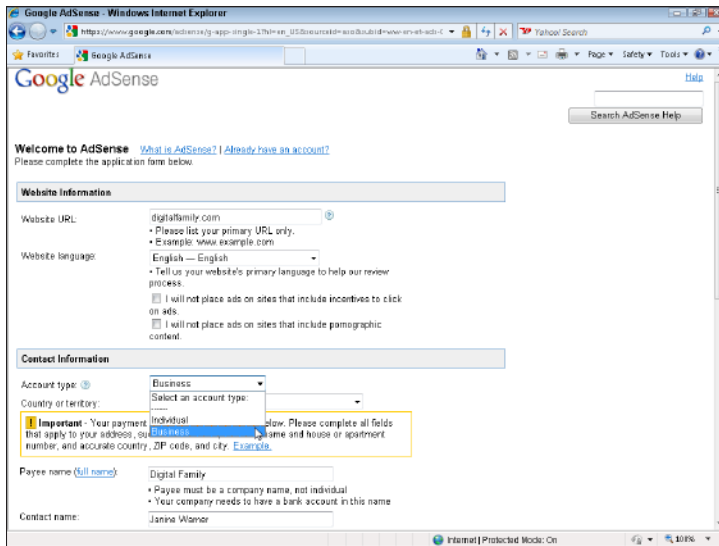 Google AdSense - Windows Internet Explorer
Yahoo! Search
Favorites Google AdSense Page Safety Tools
Google AdSense Help
Search AdSense Help
Welcome to AdSense What is AdSense? | Already have an account?
Please complete the application form below.
Website Information
Website URL: digitalfamily.com
• Please list your primary URL only.
• Example: www.example.com
Website language: English — English
• Tell us your website's primary language to help our review
process.
I will not place ads on sites that include incentives to click
on ads.
I will not place ads on sites that include pornographic
content.
Contact Information
Account type: Business
Select an account type:
Country or territory:
-----
Individual
Business
Important - Your payment elow. Please complete all fields
that apply to your address, su ame and house or apartment
number, and accurate country, ZIP code, and city. Example.
Payee name (full name): Digital Family
• Payee must be a company name, not individual
• Your company needs to have a bank account in this name
Contact name: Janine Warner
Internet | Protected Mode: On 100%